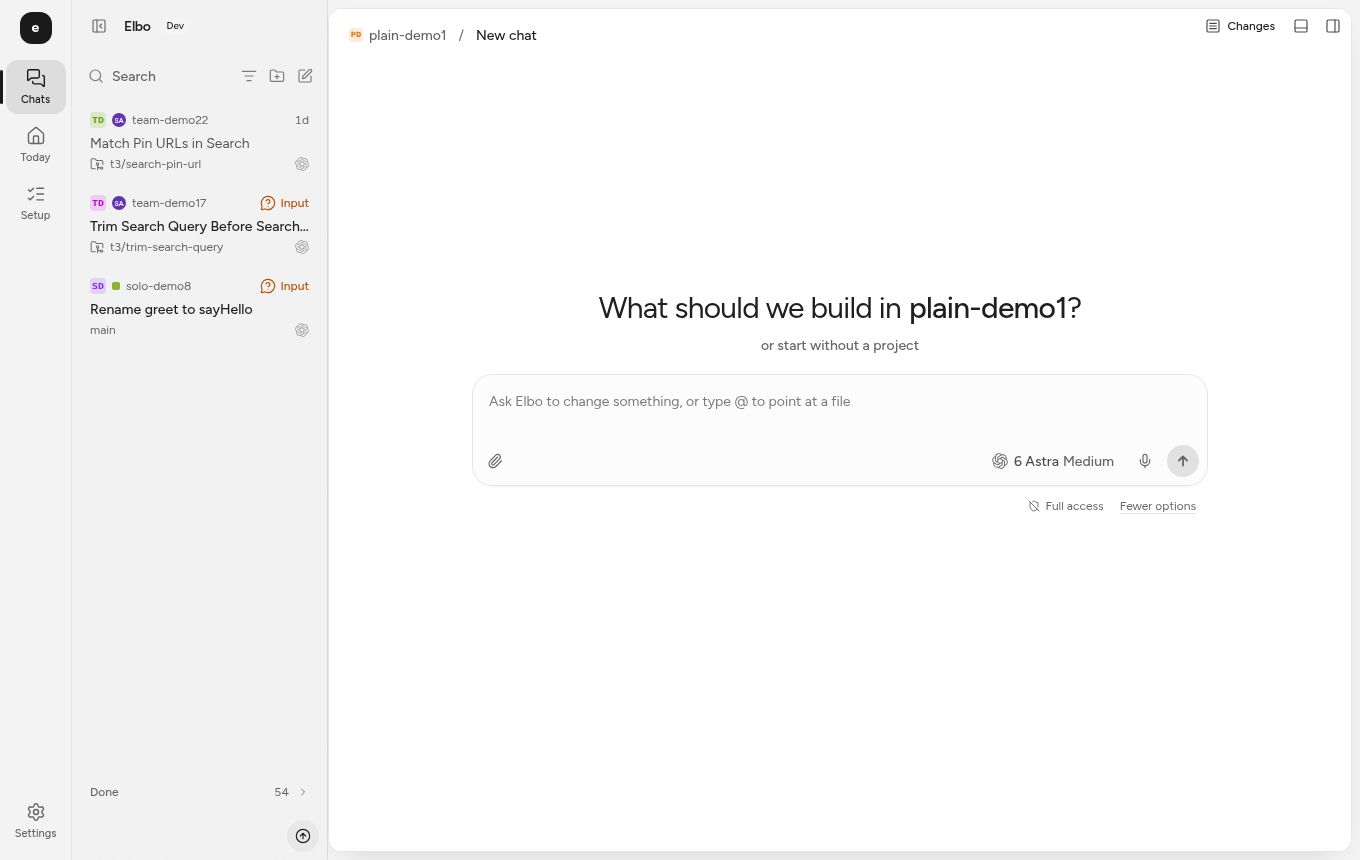 e
Chats
Today
Setup
Settings
Elbo Dev
Search
TD SA team-demo22 1d
Match Pin URLs in Search
t3/search-pin-url
TD SA team-demo17 Input
Trim Search Query Before Search...
t3/trim-search-query
SD solo-demo8 Input
Rename greet to sayHello
main
Done 54
PD plain-demo1 / New chat
Changes
What should we build in plain-demo1?
or start without a project
Ask Elbo to change something, or type @ to point at a file
6 Astra Medium
Full access Fewer options